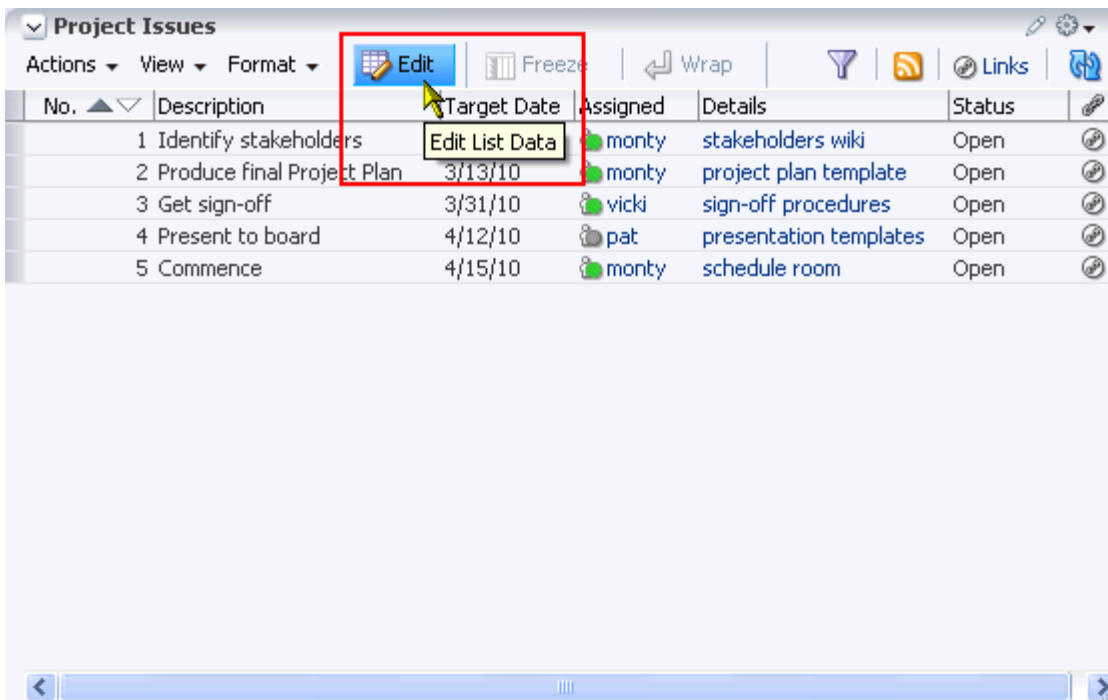 Project Issues
Actions View Format Edit Freeze Wrap Links
No. Description Target Date Assigned Details Status
1 Identify stakeholders Edit List Data monty stakeholders wiki Open
2 Produce final Project Plan 3/13/10 monty project plan template Open
3 Get sign-off 3/31/10 vicki sign-off procedures Open
4 Present to board 4/12/10 pat presentation templates Open
5 Commence 4/15/10 monty schedule room Open